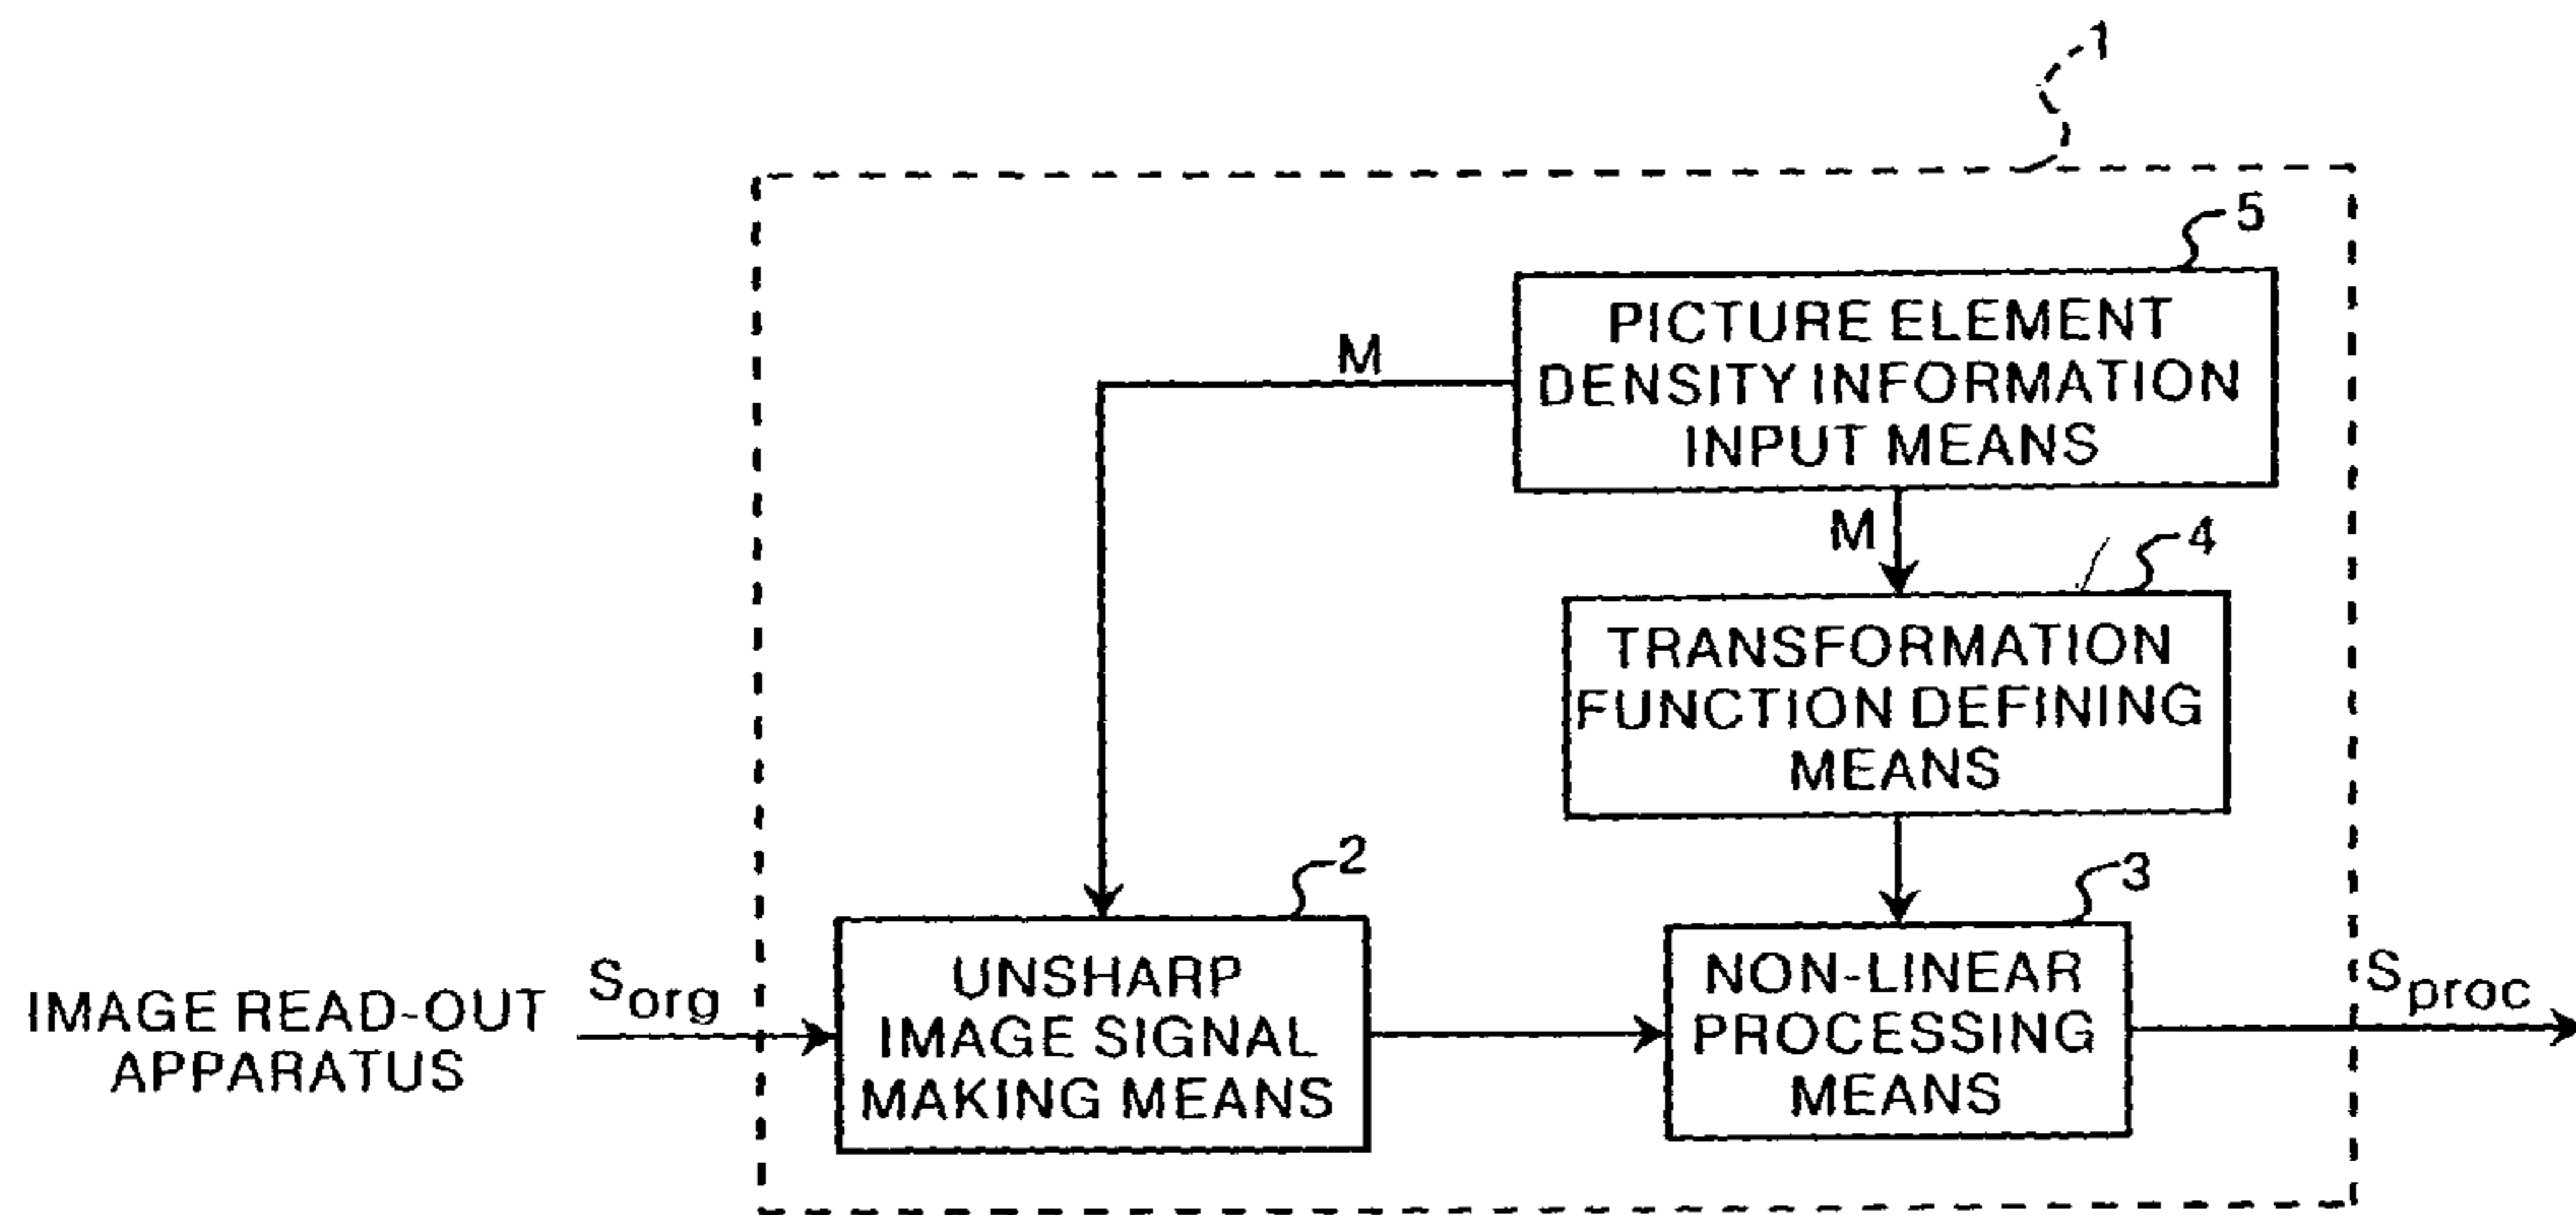 1
5
PICTURE ELEMENT
DENSITY INFORMATION
INPUT MEANS
M
M
4
TRANSFORMATION
FUNCTION DEFINING
MEANS
2
3
IMAGE READ-OUT
APPARATUS
Sorg
UNSHARP
IMAGE SIGNAL
MAKING MEANS
NON-LINEAR
PROCESSING
MEANS
Sproc